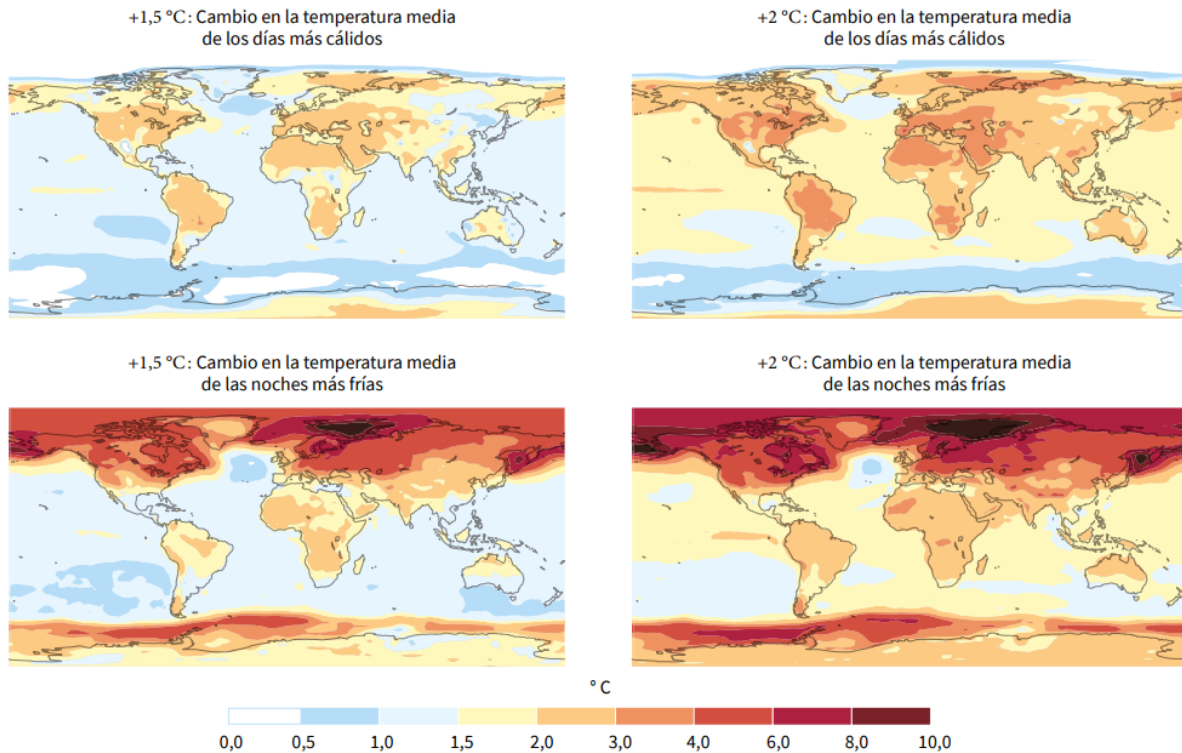 +1,5 °C: Cambio en la temperatura media
de los días más cálidos
+2 °C: Cambio en la temperatura media
de los días más cálidos
+1,5 °C: Cambio en la temperatura media
de las noches más frías
+2 °C: Cambio en la temperatura media
de las noches más frías
° C
0,0 0,5 1,0 1,5 2,0 3,0 4,0 6,0 8,0 10,0